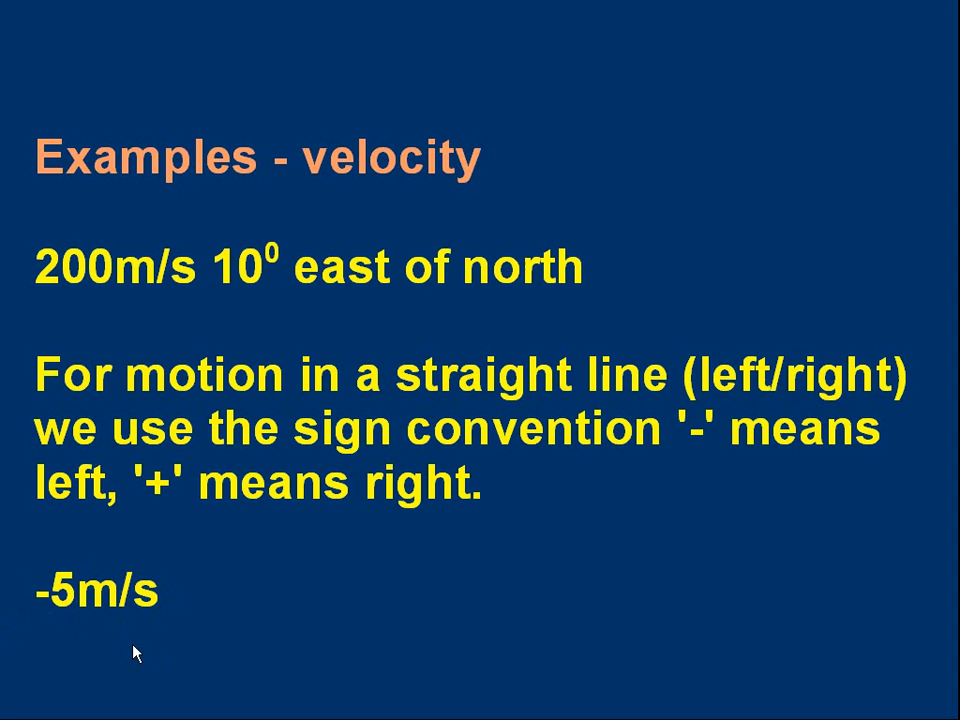 Examples - velocity
200m/s 10⁰ east of north
For motion in a straight line (left/right)
we use the sign convention '-' means
left, '+' means right.
-5m/s